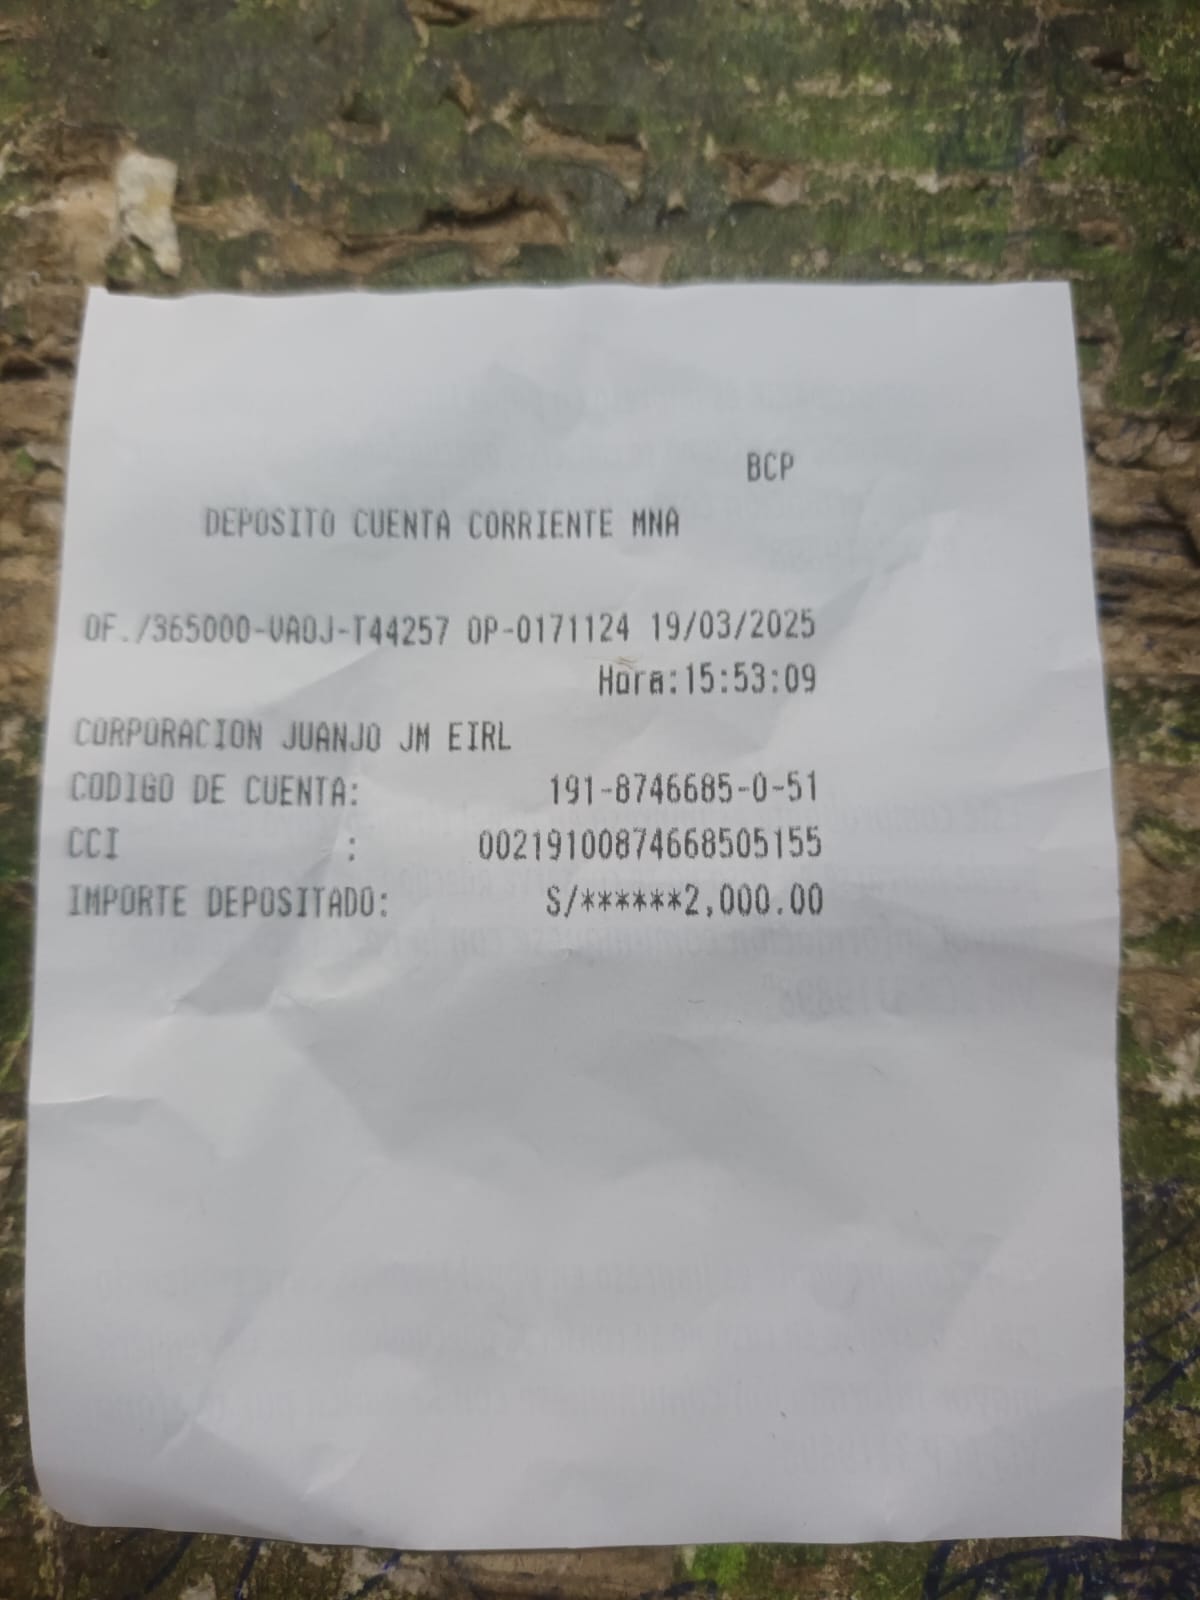 BCP
DEPOSITO CUENTA CORRIENTE MNA
OF./365000-VAOJ-T44257 OP-0171124 19/03/2025
Hora:15:53:09
CORPORACION JUANJO JM EIRL
CODIGO DE CUENTA: 191-8746685-0-51
CCI : 00219100874668505155
IMPORTE DEPOSITADO: S/******2,000.00